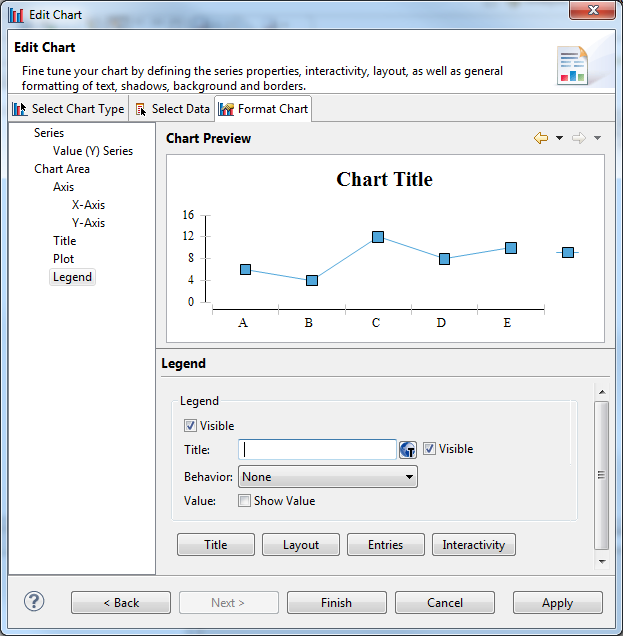 Edit Chart
Edit Chart
Fine tune your chart by defining the series properties, interactivity, layout, as well as general
formatting of text, shadows, background and borders.
Select Chart Type
Select Data
Format Chart
Series
Value (Y) Series
Chart Area
Axis
X-Axis
Y-Axis
Title
Plot
Legend
Chart Preview
Chart Title
16
12
8
4
0
A B C D E
Legend
Legend
Visible
Title:
Visible
Behavior: None
Value: Show Value
Title Layout Entries Interactivity
? < Back Next > Finish Cancel Apply